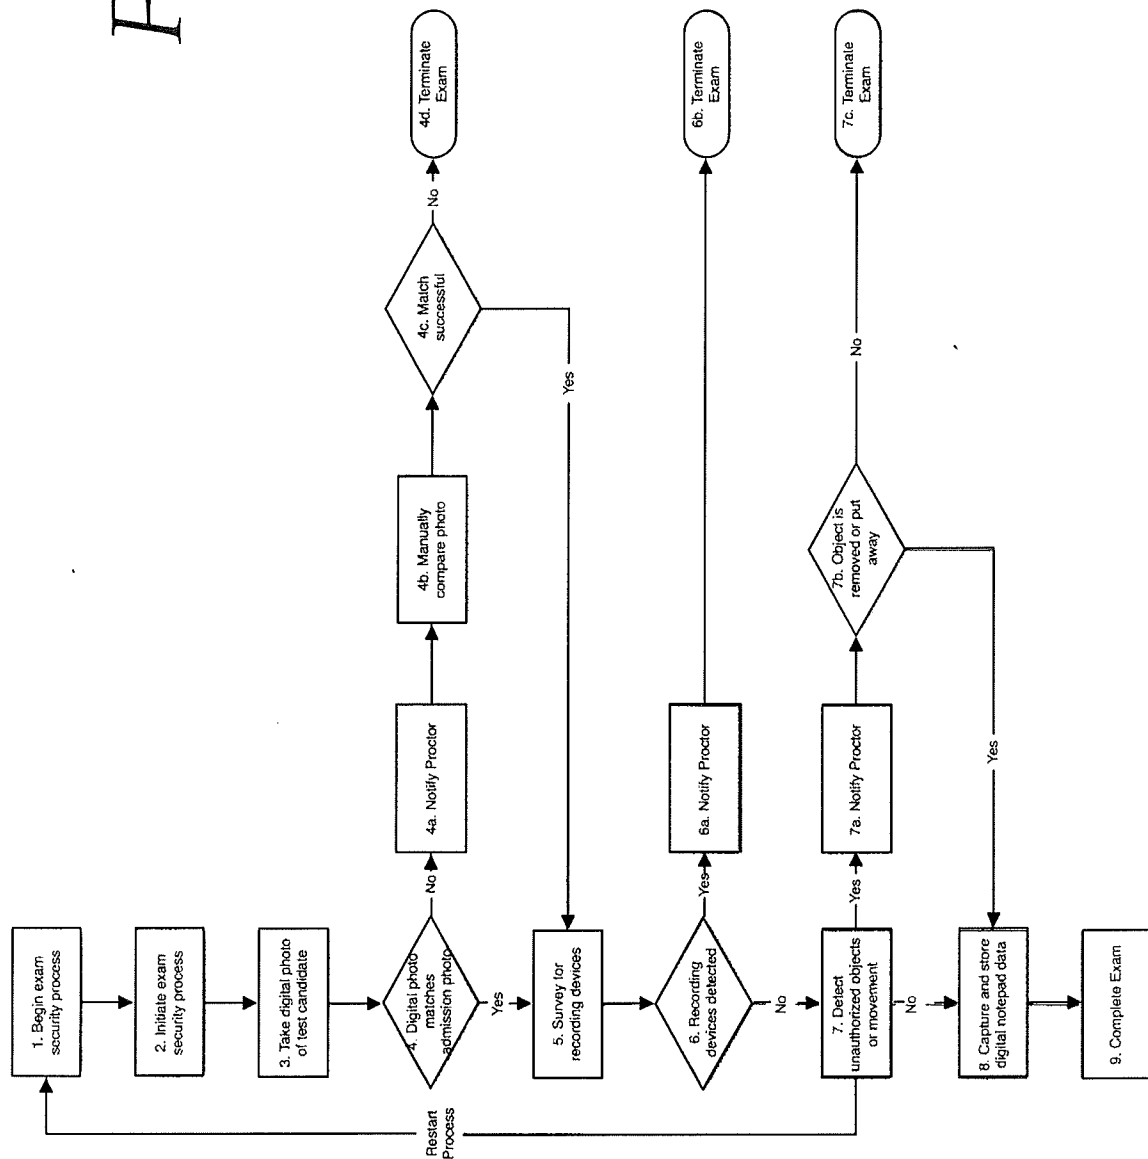 1. Begin exam
security process
2. Initiate exam
security process
3. Take digital photo
of test candidate
4. Digital photo
matches
admission photo
No
4a. Notify Proctor
4b. Manually
compare photo
4c. Match
successful
No
4d. Terminate
Exam
Yes
Yes
5. Survey for
recording devices
6. Recording
devices detected
Yes
6a. Notify Proctor
6b. Terminate
Exam
No
7. Detect
unauthorized objects
or movement
Yes
7a. Notify Proctor
7b. Object is
removed or put
away
No
7c. Terminate
Exam
Yes
No
8. Capture and store
digital notepad data
9. Complete Exam
Restart
Process